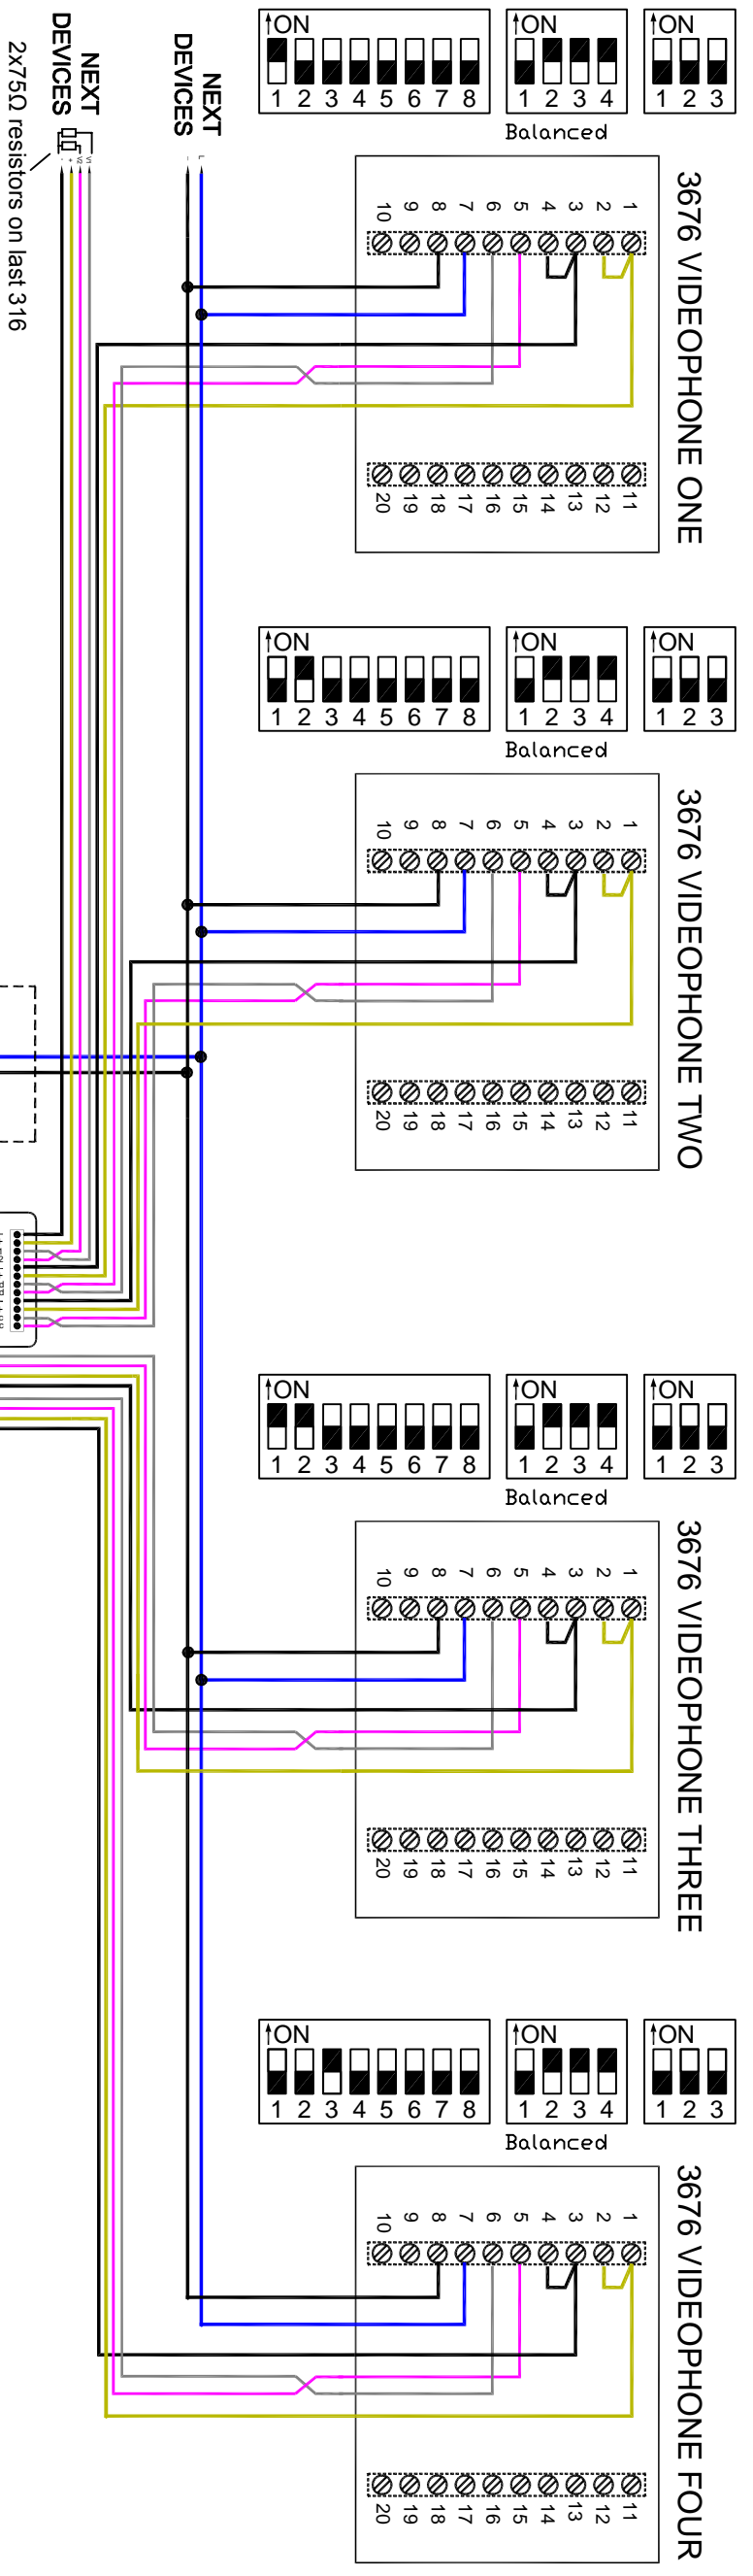 ↑ON
1 2 3 4 5 6 7 8
↑ON
1 2 3 4
↑ON
1 2 3
Balanced
3676 VIDEOPHONE ONE
10 9 8 7 6 5 4 3 2 1
20 19 18 17 16 15 14 13 12 11
NEXT
DEVICES
NEXT
DEVICES
2x75Ω resistors on last 316
↑ON
1 2 3 4 5 6 7 8
↑ON
1 2 3 4
↑ON
1 2 3
Balanced
3676 VIDEOPHONE TWO
10 9 8 7 6 5 4 3 2 1
20 19 18 17 16 15 14 13 12 11
↑ON
1 2 3 4 5 6 7 8
↑ON
1 2 3 4
↑ON
1 2 3
Balanced
3676 VIDEOPHONE THREE
10 9 8 7 6 5 4 3 2 1
20 19 18 17 16 15 14 13 12 11
↑ON
1 2 3 4 5 6 7 8
↑ON
1 2 3 4
↑ON
1 2 3
Balanced
3676 VIDEOPHONE FOUR
10 9 8 7 6 5 4 3 2 1
20 19 18 17 16 15 14 13 12 11